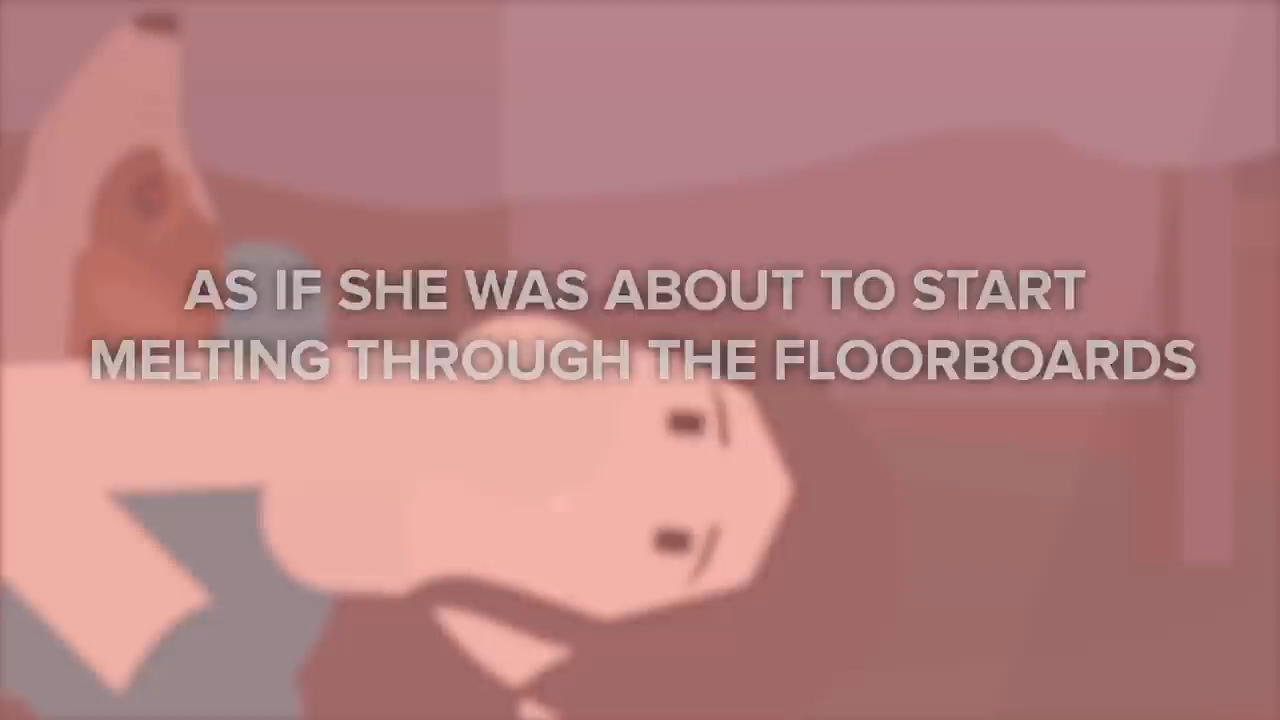 AS IF SHE WAS ABOUT TO START
MELTING THROUGH THE FLOORBOARDS